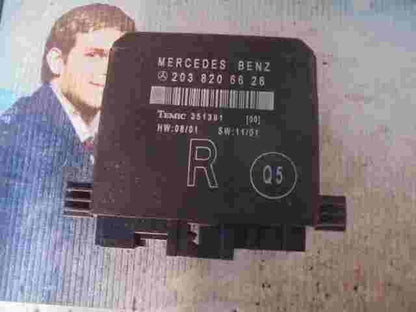 MERCEDES BENZ
203 820 66 26
Temic 351381 [00]
HW:08/01 SW:11/01
R
Q5